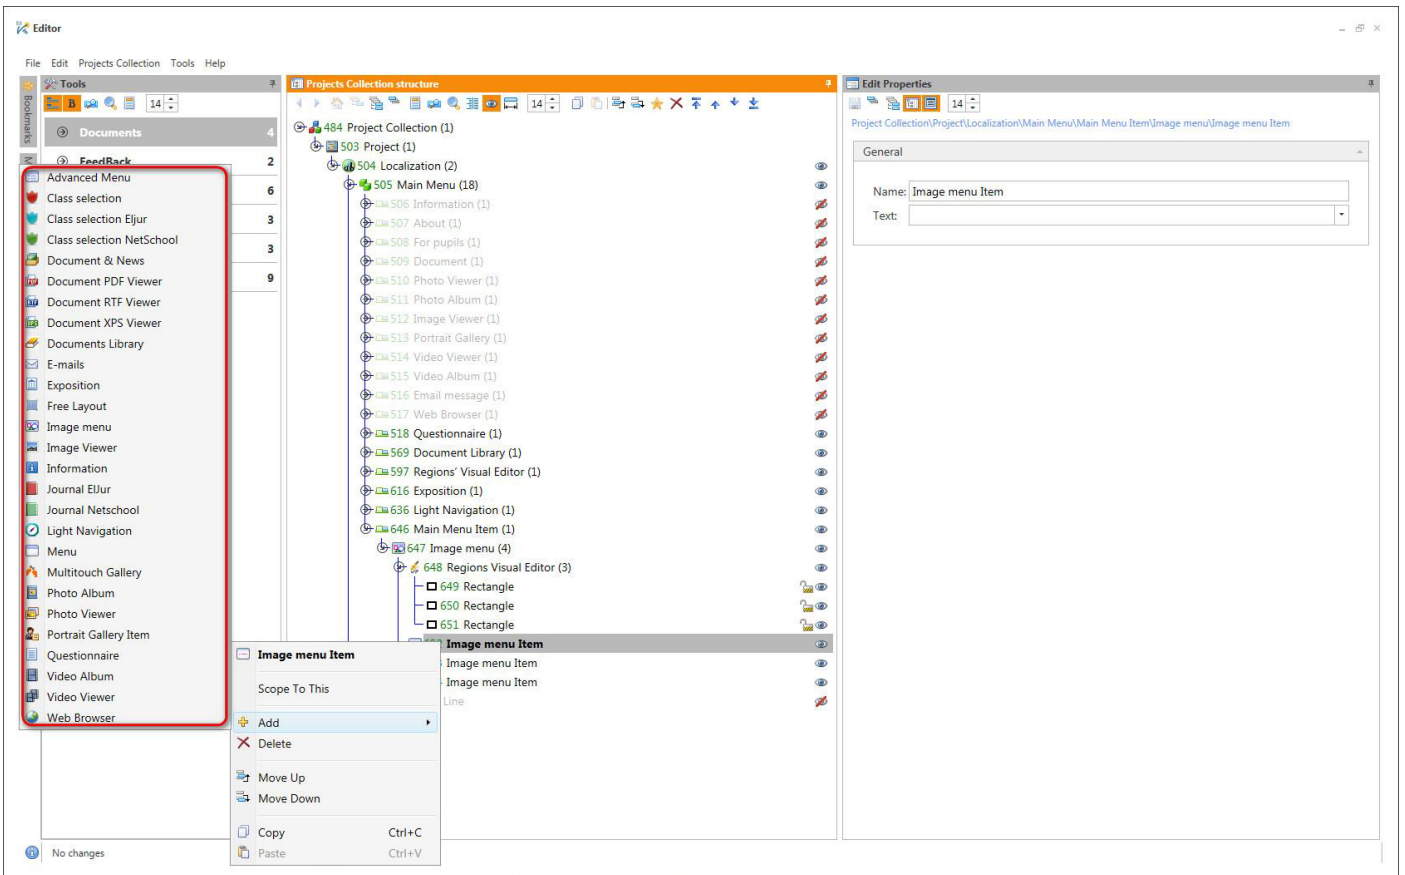 Editor
File Edit Projects Collection Tools Help
Bookmarks
Tools
B 14
Documents 4
FeedBack 2
6
3
3
9
Advanced Menu
Class selection
Class selection Eljur
Class selection NetSchool
Document & News
Document PDF Viewer
Document RTF Viewer
Document XPS Viewer
Documents Library
E-mails
Exposition
Free Layout
Image menu
Image Viewer
Information
Journal ElJur
Journal Netschool
Light Navigation
Menu
Multitouch Gallery
Photo Album
Photo Viewer
Portrait Gallery Item
Questionnaire
Video Album
Video Viewer
Web Browser
Image menu Item
Scope To This
Add
Delete
Move Up
Move Down
Copy Ctrl+C
Paste Ctrl+V
Projects Collection structure
14
484 Project Collection (1)
503 Project (1)
504 Localization (2)
505 Main Menu (18)
506 Information (1)
507 About (1)
508 For pupils (1)
509 Document (1)
510 Photo Viewer (1)
511 Photo Album (1)
512 Image Viewer (1)
513 Portrait Gallery (1)
514 Video Viewer (1)
515 Video Album (1)
516 Email message (1)
517 Web Browser (1)
518 Questionnaire (1)
569 Document Library (1)
597 Regions' Visual Editor (1)
616 Exposition (1)
636 Light Navigation (1)
646 Main Menu Item (1)
647 Image menu (4)
648 Regions Visual Editor (3)
649 Rectangle
650 Rectangle
651 Rectangle
Image menu Item
Image menu Item
Image menu Item
Line
Edit Properties
14
Project Collection\Project\Localization\Main Menu\Main Menu Item\Image menu\Image menu Item
General
Name: Image menu Item
Text:
No changes